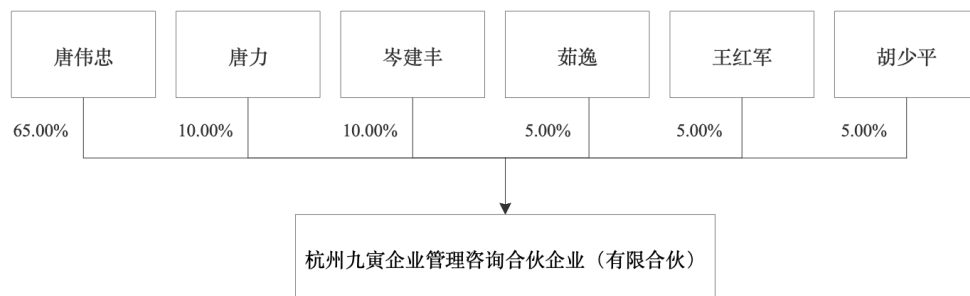 唐伟忠 唐力 岑建丰 茹逸 王红军 胡少平
65.00% 10.00% 10.00% 5.00% 5.00% 5.00%
杭州九寅企业管理咨询合伙企业（有限合伙）